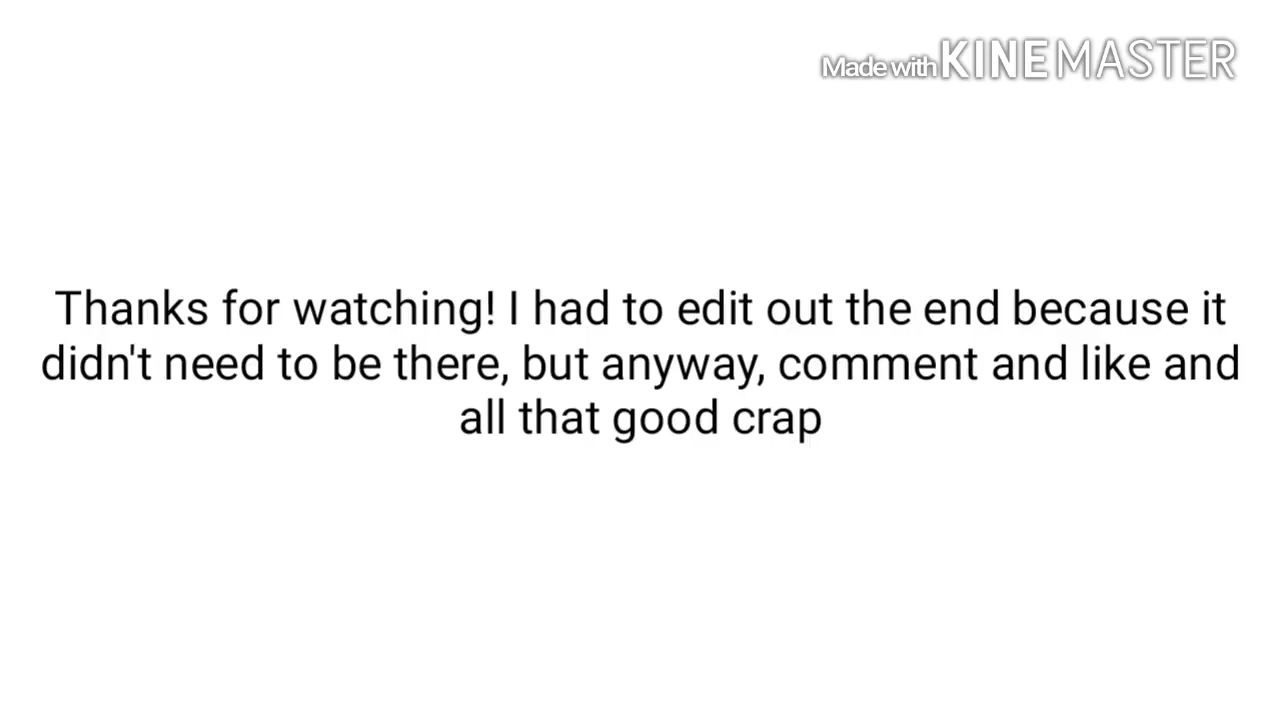 Made with KINEMASTER
Thanks for watching! I had to edit out the end because it
didn't need to be there, but anyway, comment and like and
all that good crap